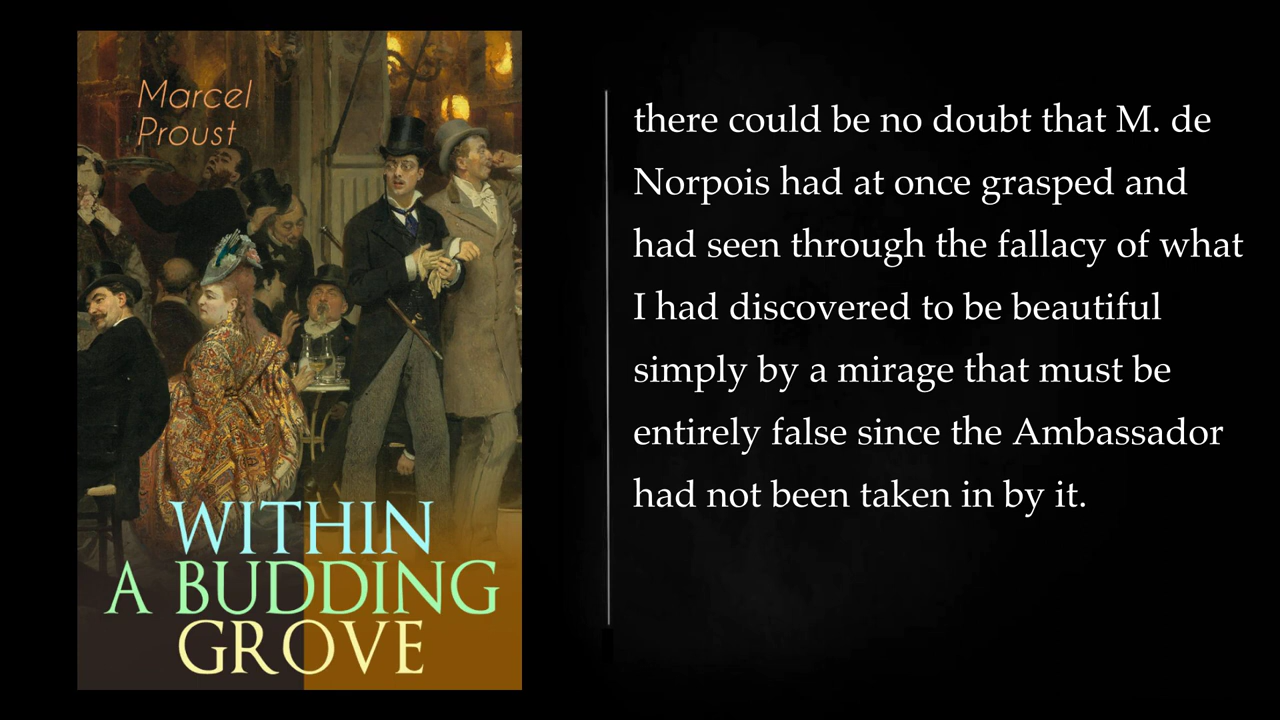 Marcel
Proust
WITHIN
A BUDDING
GROVE
there could be no doubt that M. de
Norpois had at once grasped and
had seen through the fallacy of what
I had discovered to be beautiful
simply by a mirage that must be
entirely false since the Ambassador
had not been taken in by it.